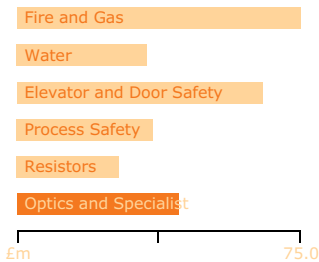 Fire and Gas
Water
Elevator and Door Safety
Process Safety
Resistors
Optics and Specialist
£m 75.0